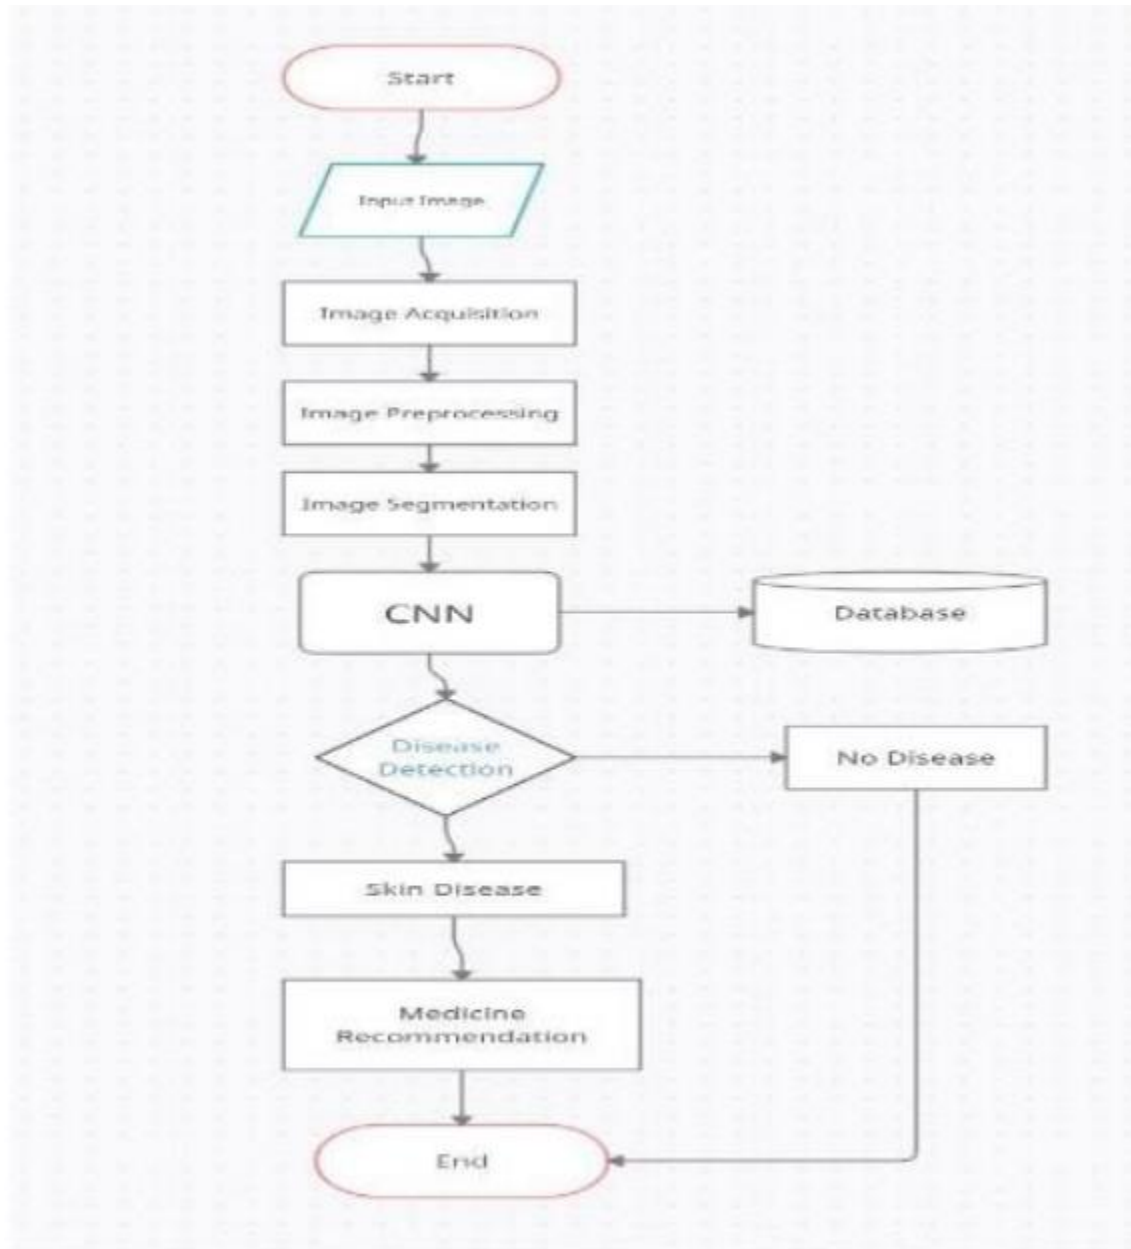 Start
Input Image
Image Acquisition
Image Preprocessing
Image Segmentation
CNN
Database
Disease
Detection
No Disease
Skin Disease
Medicine
Recommendation
End